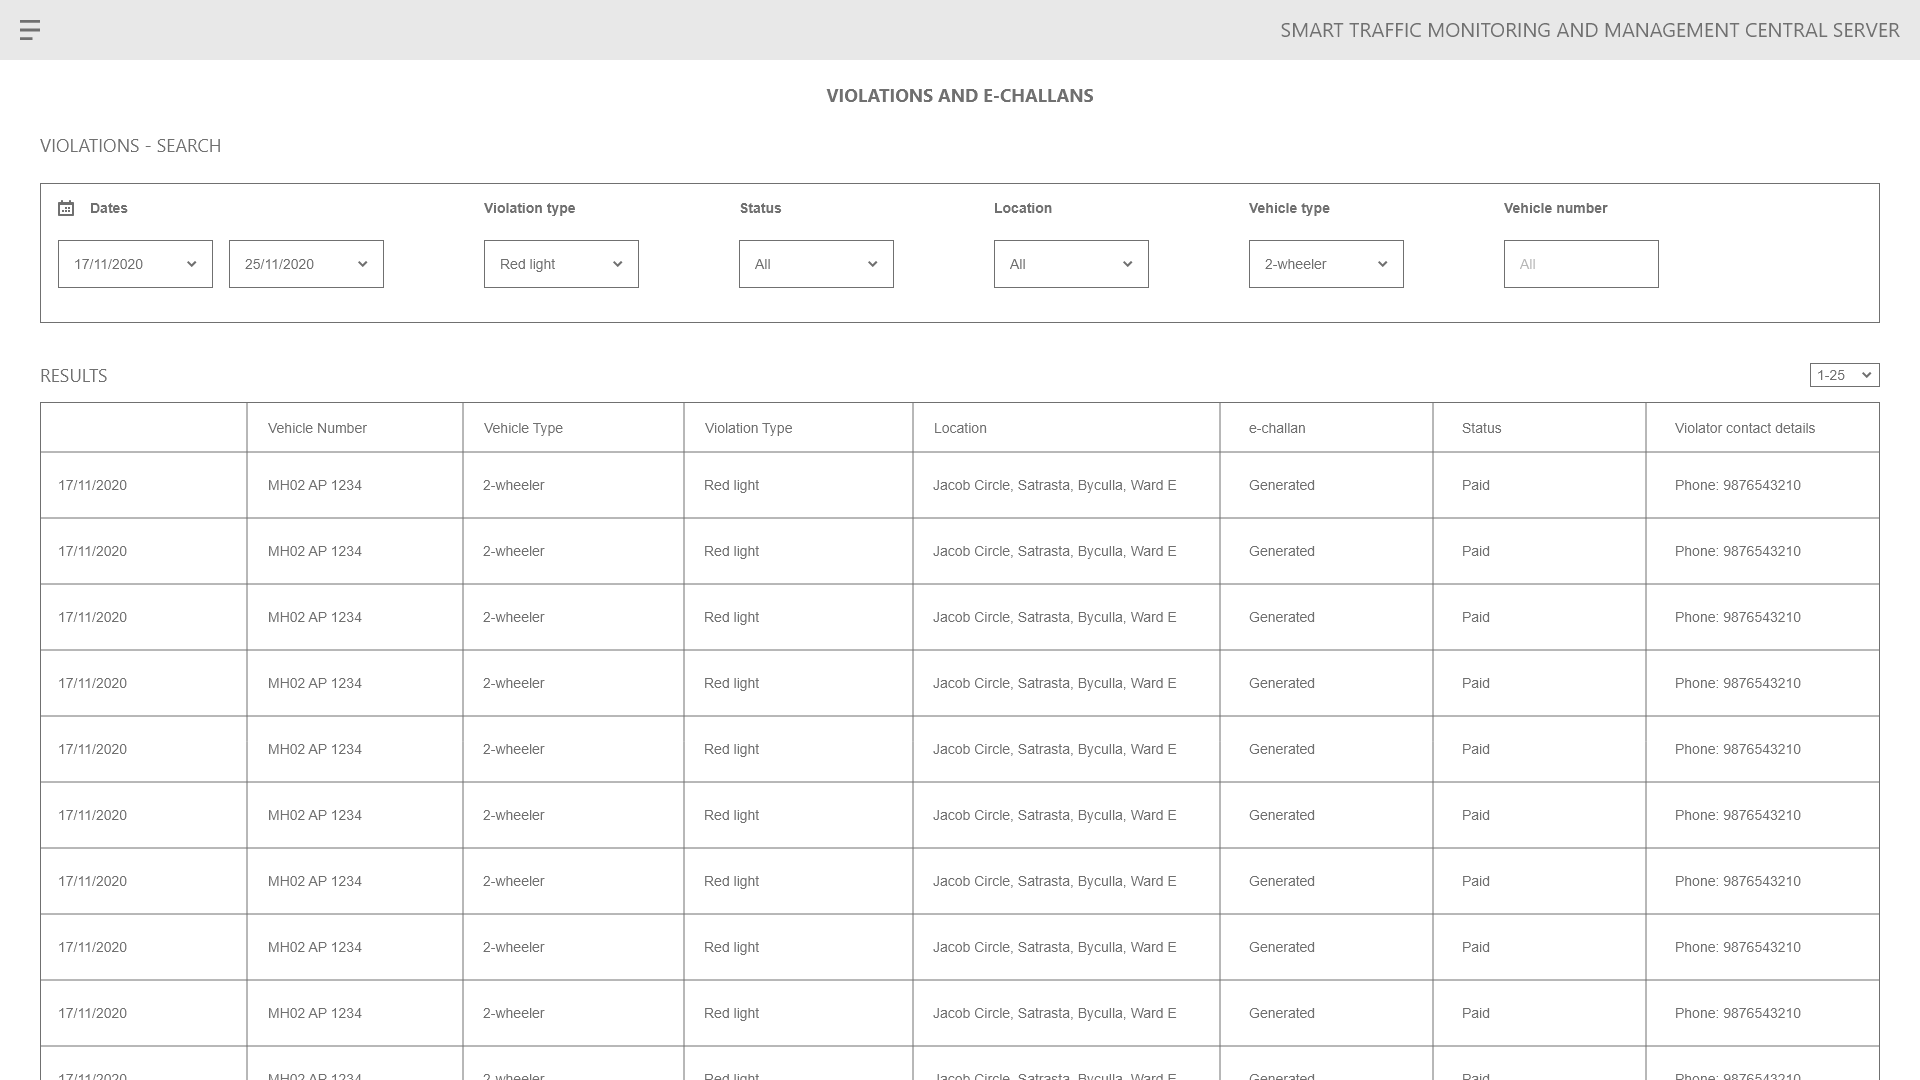 SMART TRAFFIC MONITORING AND MANAGEMENT CENTRAL SERVER
VIOLATIONS AND E-CHALLANS
VIOLATIONS - SEARCH
Dates Violation type Status Location Vehicle type Vehicle number
17/11/2020 25/11/2020 Red light All All 2-wheeler All
RESULTS 1-25
Vehicle Number Vehicle Type Violation Type Location e-challan Status Violator contact details
17/11/2020 MH02 AP 1234 2-wheeler Red light Jacob Circle, Satrasta, Byculla, Ward E Generated Paid Phone: 9876543210
17/11/2020 MH02 AP 1234 2-wheeler Red light Jacob Circle, Satrasta, Byculla, Ward E Generated Paid Phone: 9876543210
17/11/2020 MH02 AP 1234 2-wheeler Red light Jacob Circle, Satrasta, Byculla, Ward E Generated Paid Phone: 9876543210
17/11/2020 MH02 AP 1234 2-wheeler Red light Jacob Circle, Satrasta, Byculla, Ward E Generated Paid Phone: 9876543210
17/11/2020 MH02 AP 1234 2-wheeler Red light Jacob Circle, Satrasta, Byculla, Ward E Generated Paid Phone: 9876543210
17/11/2020 MH02 AP 1234 2-wheeler Red light Jacob Circle, Satrasta, Byculla, Ward E Generated Paid Phone: 9876543210
17/11/2020 MH02 AP 1234 2-wheeler Red light Jacob Circle, Satrasta, Byculla, Ward E Generated Paid Phone: 9876543210
17/11/2020 MH02 AP 1234 2-wheeler Red light Jacob Circle, Satrasta, Byculla, Ward E Generated Paid Phone: 9876543210
17/11/2020 MH02 AP 1234 2-wheeler Red light Jacob Circle, Satrasta, Byculla, Ward E Generated Paid Phone: 9876543210
17/11/2020 MH02 AP 1234 2-wheeler Red light Jacob Circle, Satrasta, Byculla, Ward E Generated Paid Phone: 9876543210